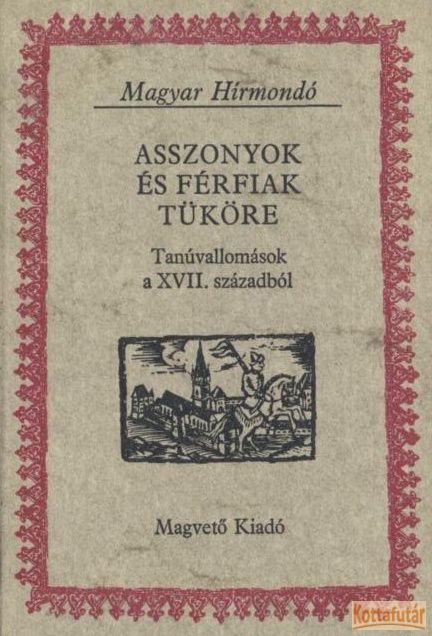 Magyar Hírmondó
ASSZONYOK
ÉS FÉRFIAK
TÜKÖRE
Tanúvallomások
a XVII. századból
Magvető Kiadó
Kottafutár